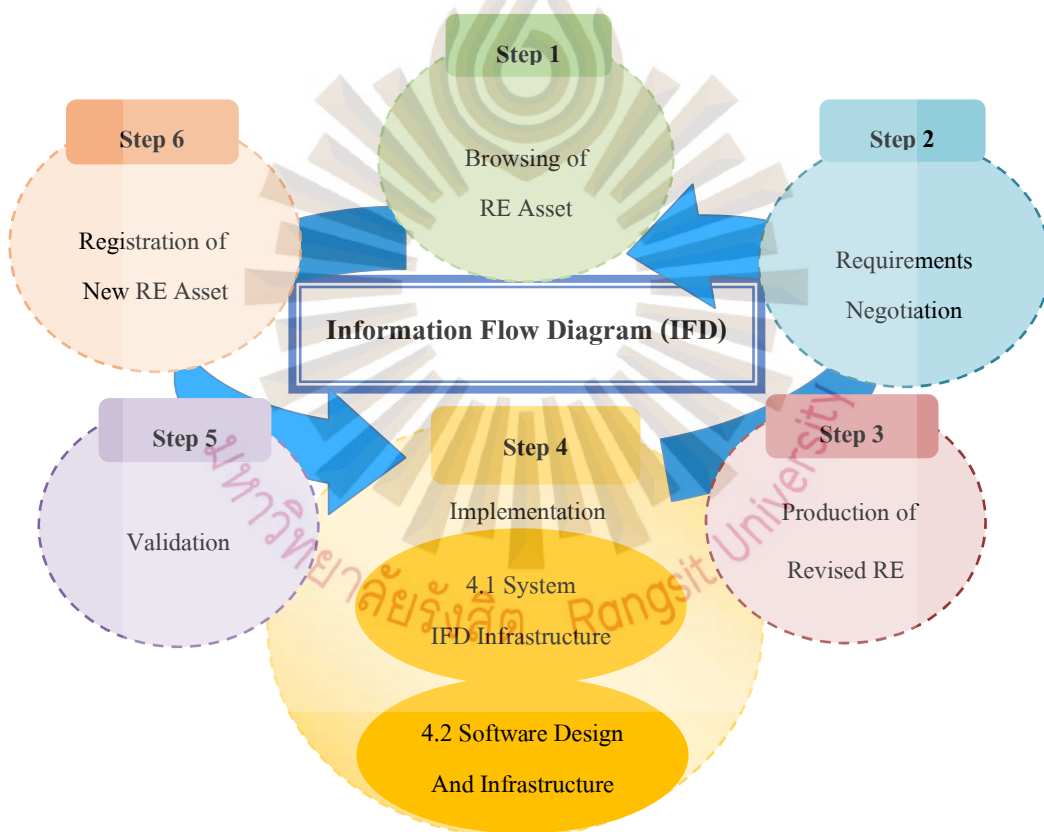 Step 1
Browsing of
RE Asset
Step 2
Requirements
Negotiation
Step 3
Production of
Revised RE
Step 4
Implementation
4.1 System
IFD Infrastructure
4.2 Software Design
And Infrastructure
Step 5
Validation
Step 6
Registration of
New RE Asset
Information Flow Diagram (IFD)
มหาวิทยาลัยรังสิต Rangsit University